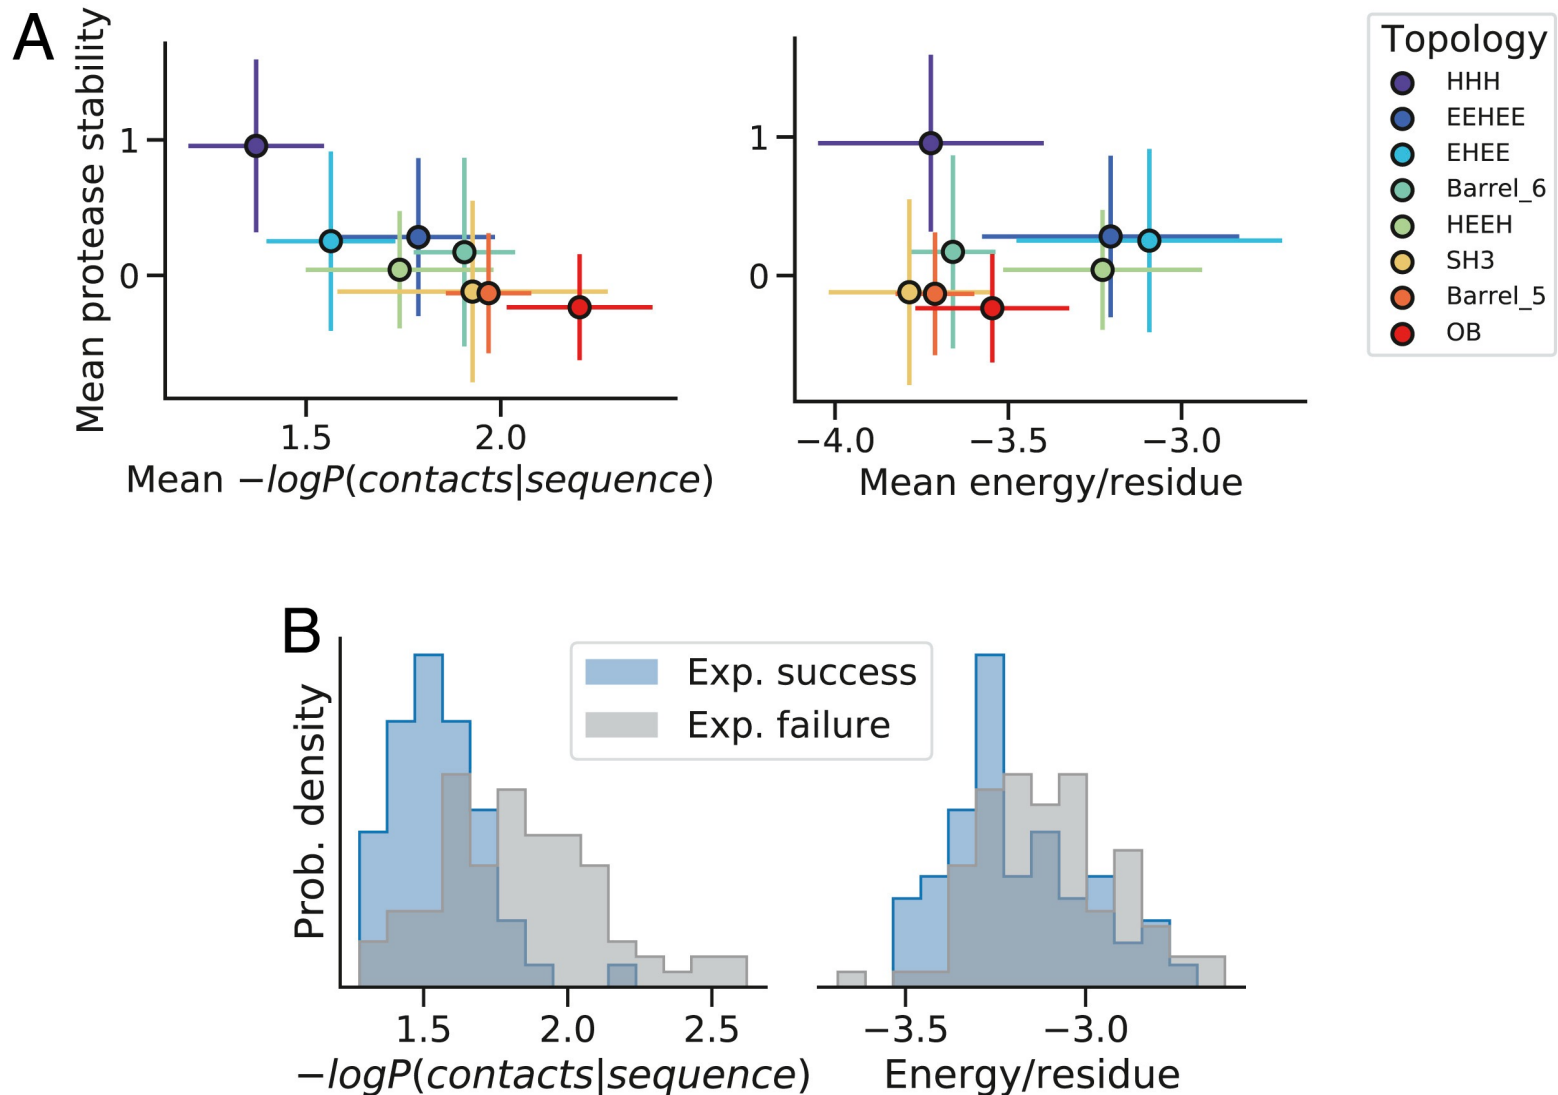 A
Mean protease stability
1
0
1.5
2.0
Mean −logP(contacts|sequence)
1
0
−4.0
−3.5
−3.0
Mean energy/residue
Topology
HHH
EEHEE
EHEE
Barrel_6
HEEH
SH3
Barrel_5
OB
B
Prob. density
Exp. success
Exp. failure
1.5
2.0
2.5
−logP(contacts|sequence)
−3.5
−3.0
Energy/residue